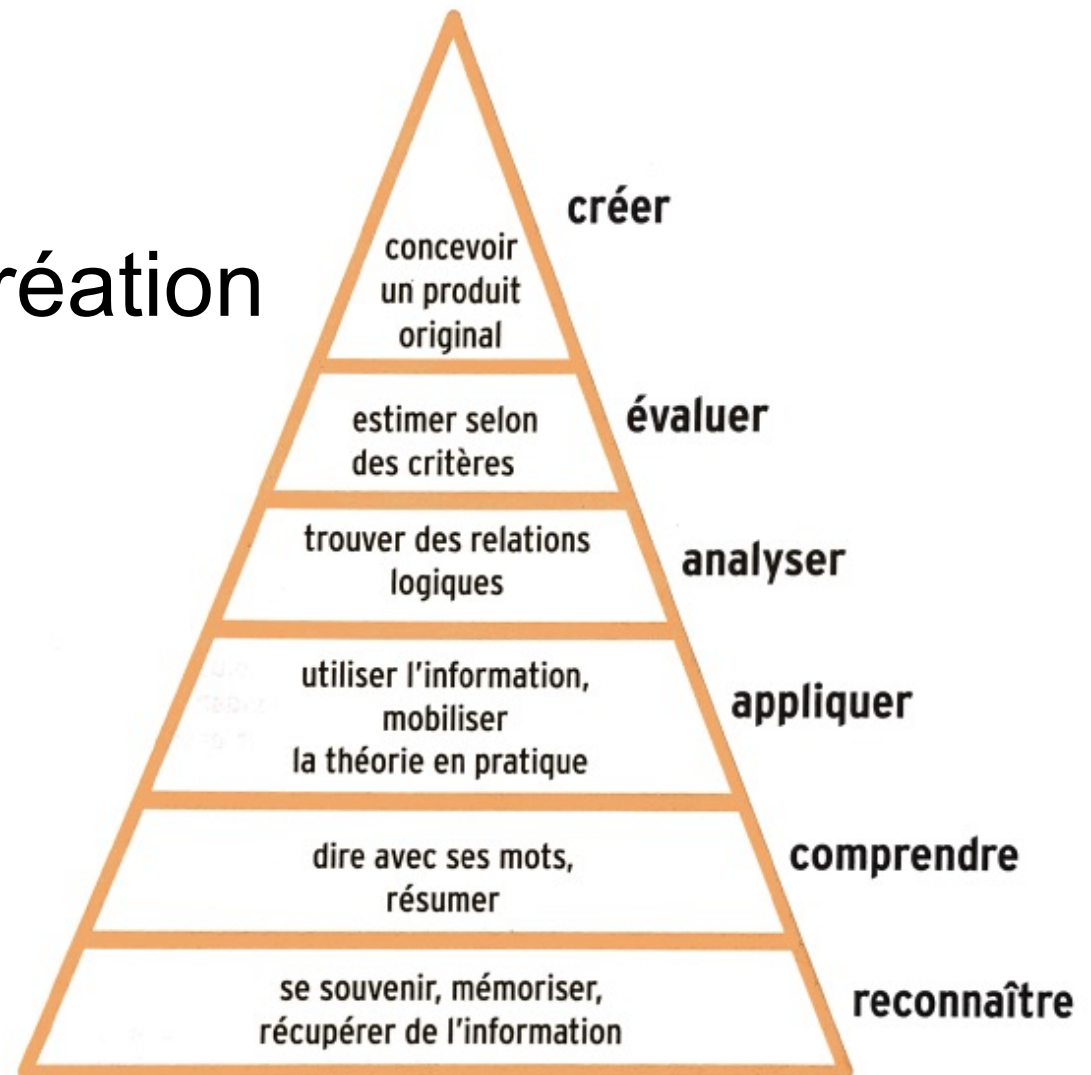 créer
réation
concevoir
un produit
original
évaluer
estimer selon
des critères
analyser
trouver des relations
logiques
appliquer
utiliser l'information,
mobiliser
la théorie en pratique
comprendre
dire avec ses mots,
résumer
reconnaître
se souvenir, mémoriser,
récupérer de l'information